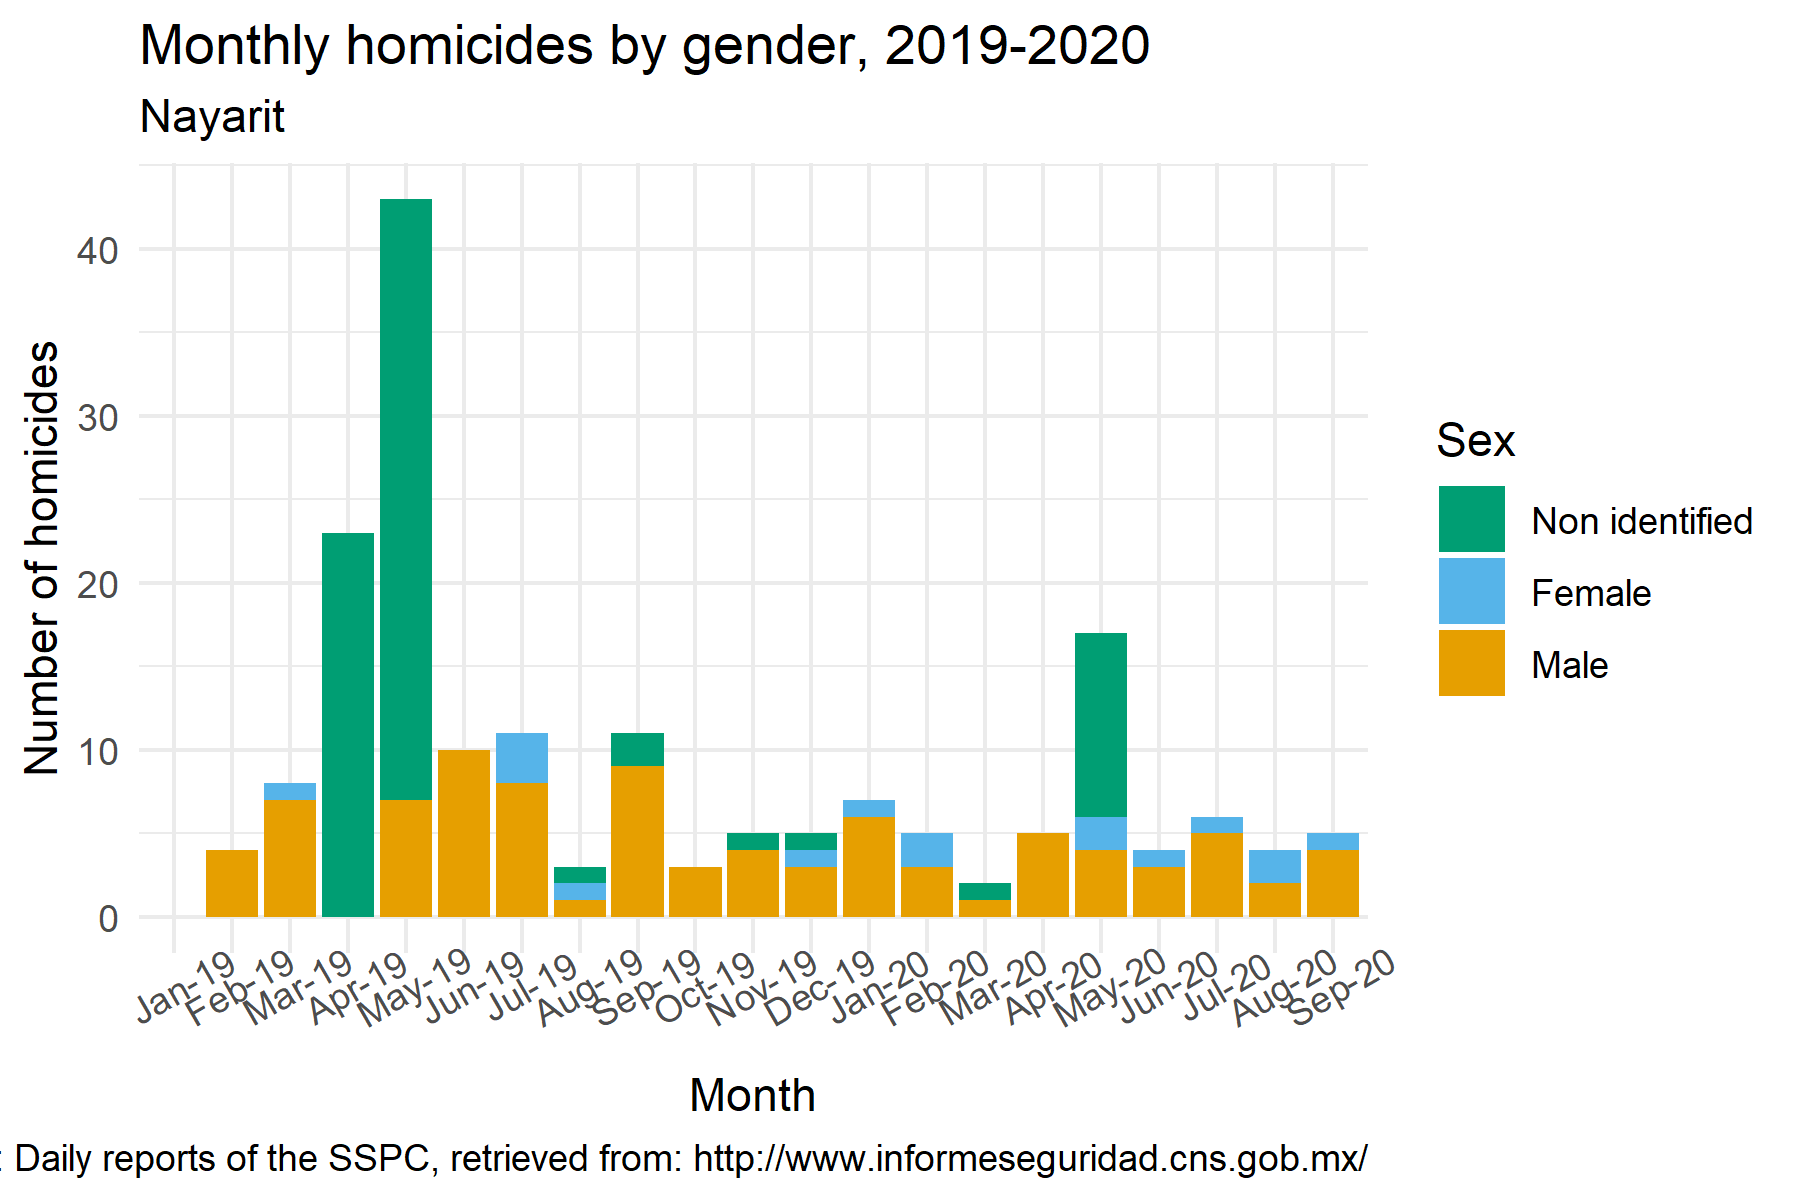 Monthly homicides by gender, 2019-2020
Nayarit
Number of homicides
40
30
20
10
0
Jan-19
Feb-19
Mar-19
Apr-19
May-19
Jun-19
Jul-19
Aug-19
Sep-19
Oct-19
Nov-19
Dec-19
Jan-20
Feb-20
Mar-20
Apr-20
May-20
Jun-20
Jul-20
Aug-20
Sep-20
Month
Sex
Non identified
Female
Male
: Daily reports of the SSPC, retrieved from: http://www.informeseguridad.cns.gob.mx/